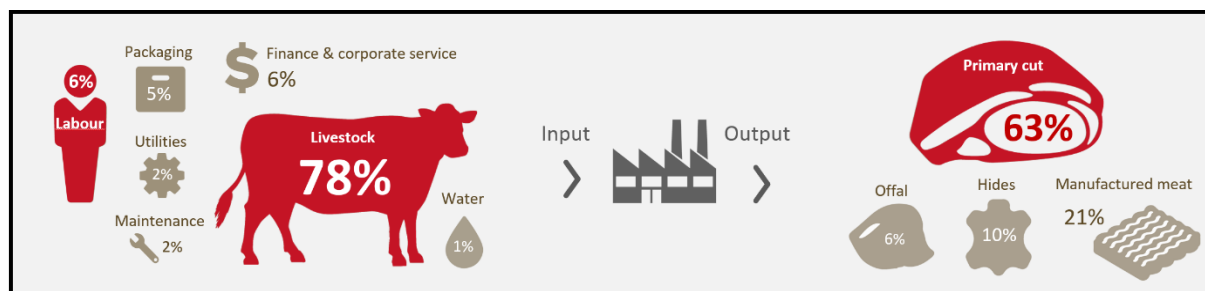 6%
Labour
Packaging
5%
Utilities
2%
Maintenance
2%
Finance & corporate service
6%
Livestock
78%
Water
1%
Input
Output
Primary cut
63%
Offal
6%
Hides
10%
Manufactured meat
21%